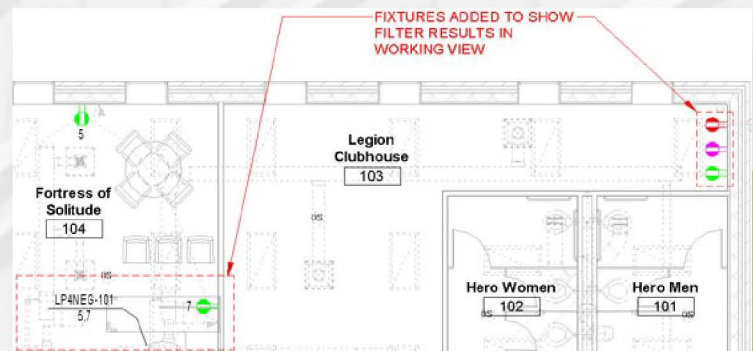 FIXTURES ADDED TO SHOW
FILTER RESULTS IN
WORKING VIEW
5
Legion
Clubhouse
103
Fortress of
Solitude
104
LP4NEG-101
5,7
7
Hero Women
102
Hero Men
101